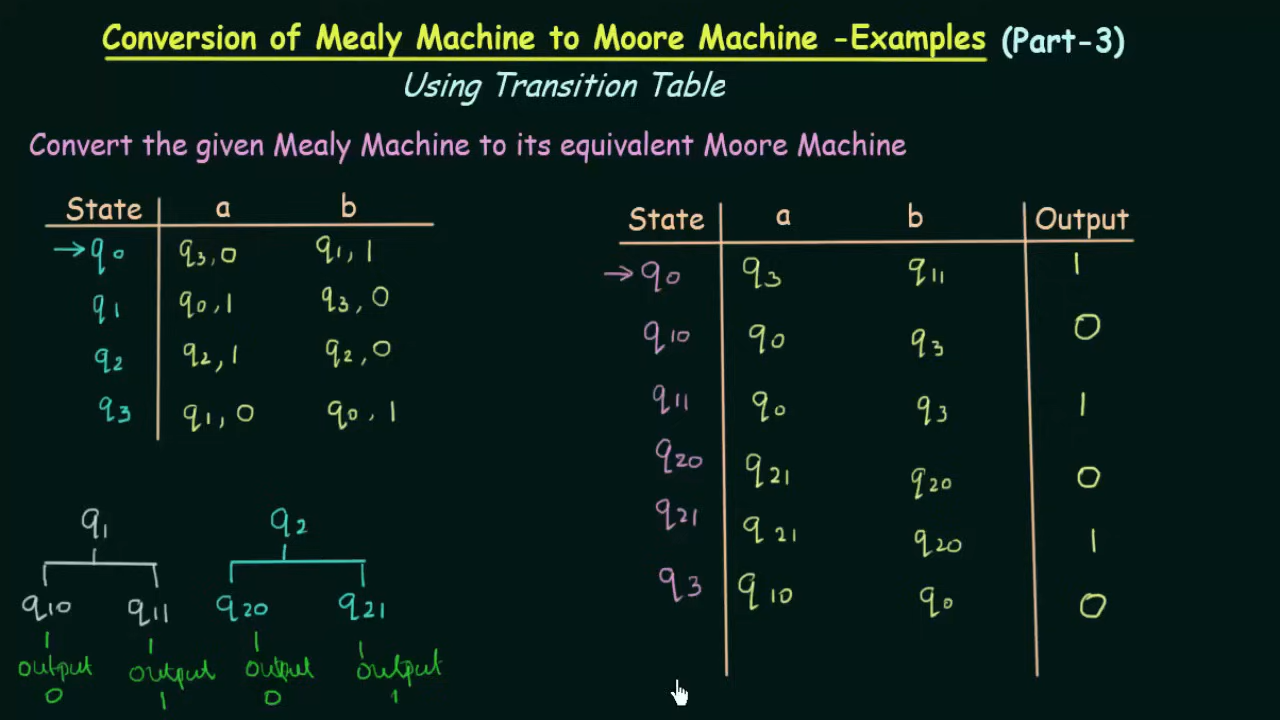 Conversion of Mealy Machine to Moore Machine -Examples (Part-3)
Using Transition Table
Convert the given Mealy Machine to its equivalent Moore Machine
State a b
→q0 q3,0 q1,1
q1 q0,1 q3,0
q2 q2,1 q2,0
q3 q1,0 q0,1
State a b Output
→q0 q3 q11 1
q10 q0 q3 0
q11 q0 q3 1
q20 q21 q20 0
q21 q21 q20 1
q3 q10 q0 0
q1 q2
q10 q11 q20 q21
output output output output
0 1 0 1